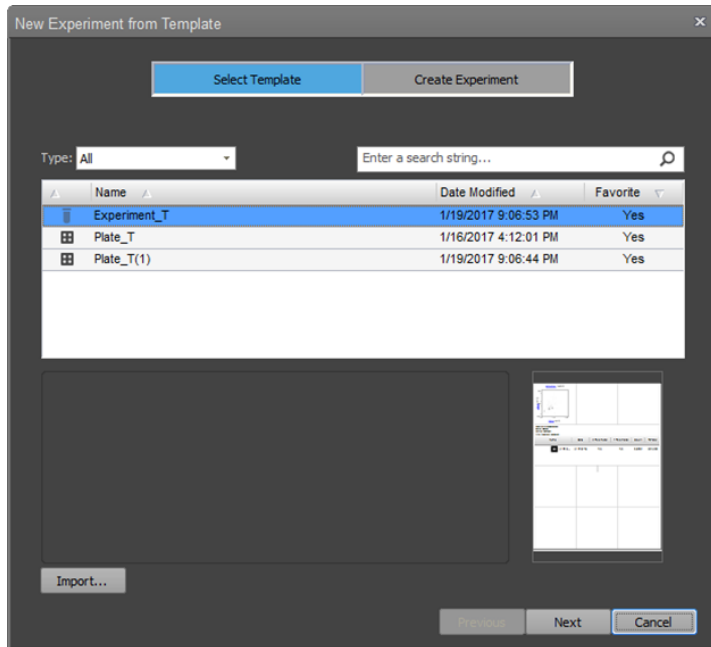 New Experiment from Template
Select Template
Create Experiment
Type: All
Enter a search string...
Name Date Modified Favorite
Experiment_T 1/19/2017 9:06:53 PM Yes
Plate_T 1/16/2017 4:12:01 PM Yes
Plate_T(1) 1/19/2017 9:06:44 PM Yes
Import...
Previous Next Cancel